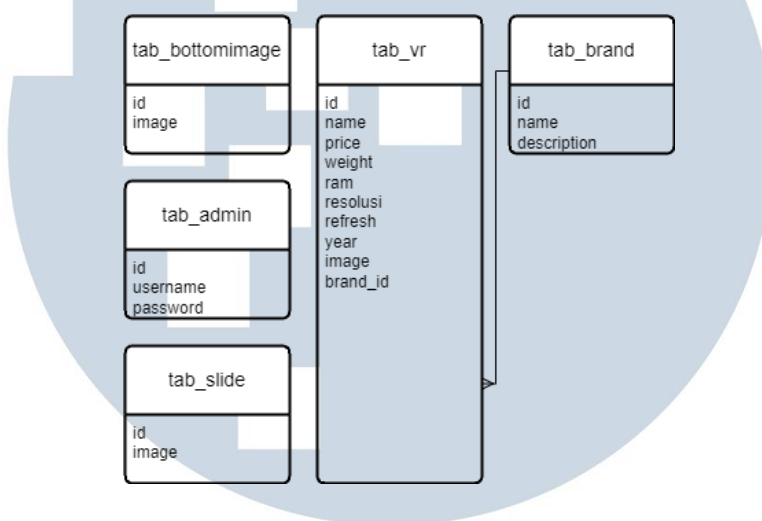 tab_bottomimage
id
image
tab_admin
id
username
password
tab_slide
id
image
tab_vr
id
name
price
weight
ram
resolusi
refresh
year
image
brand_id
tab_brand
id
name
description